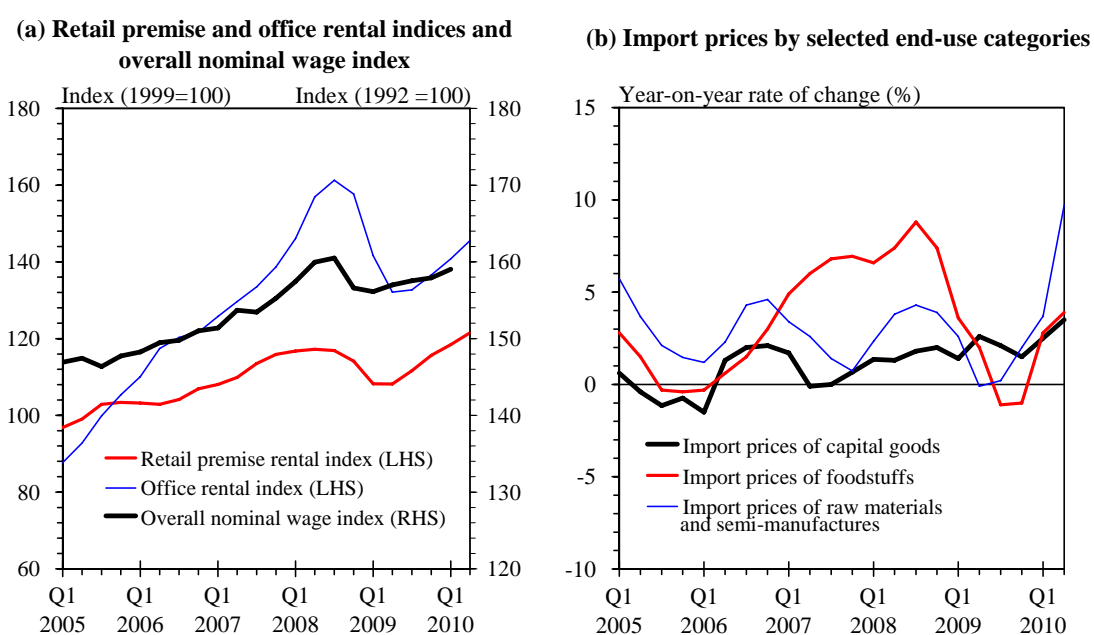 (a) Retail premise and office rental indices and
overall nominal wage index
Index (1999=100) Index (1992 =100)
180 180
160 170
140 160
120 150
100 140
80 130
60 120
Retail premise rental index (LHS)
Office rental index (LHS)
Overall nominal wage index (RHS)
Q1 Q1 Q1 Q1 Q1 Q1
2005 2006 2007 2008 2009 2010
(b) Import prices by selected end-use categories
Year-on-year rate of change (%)
15
10
5
0
-5
-10
Import prices of capital goods
Import prices of foodstuffs
Import prices of raw materials
and semi-manufactures
Q1 Q1 Q1 Q1 Q1 Q1
2005 2006 2007 2008 2009 2010